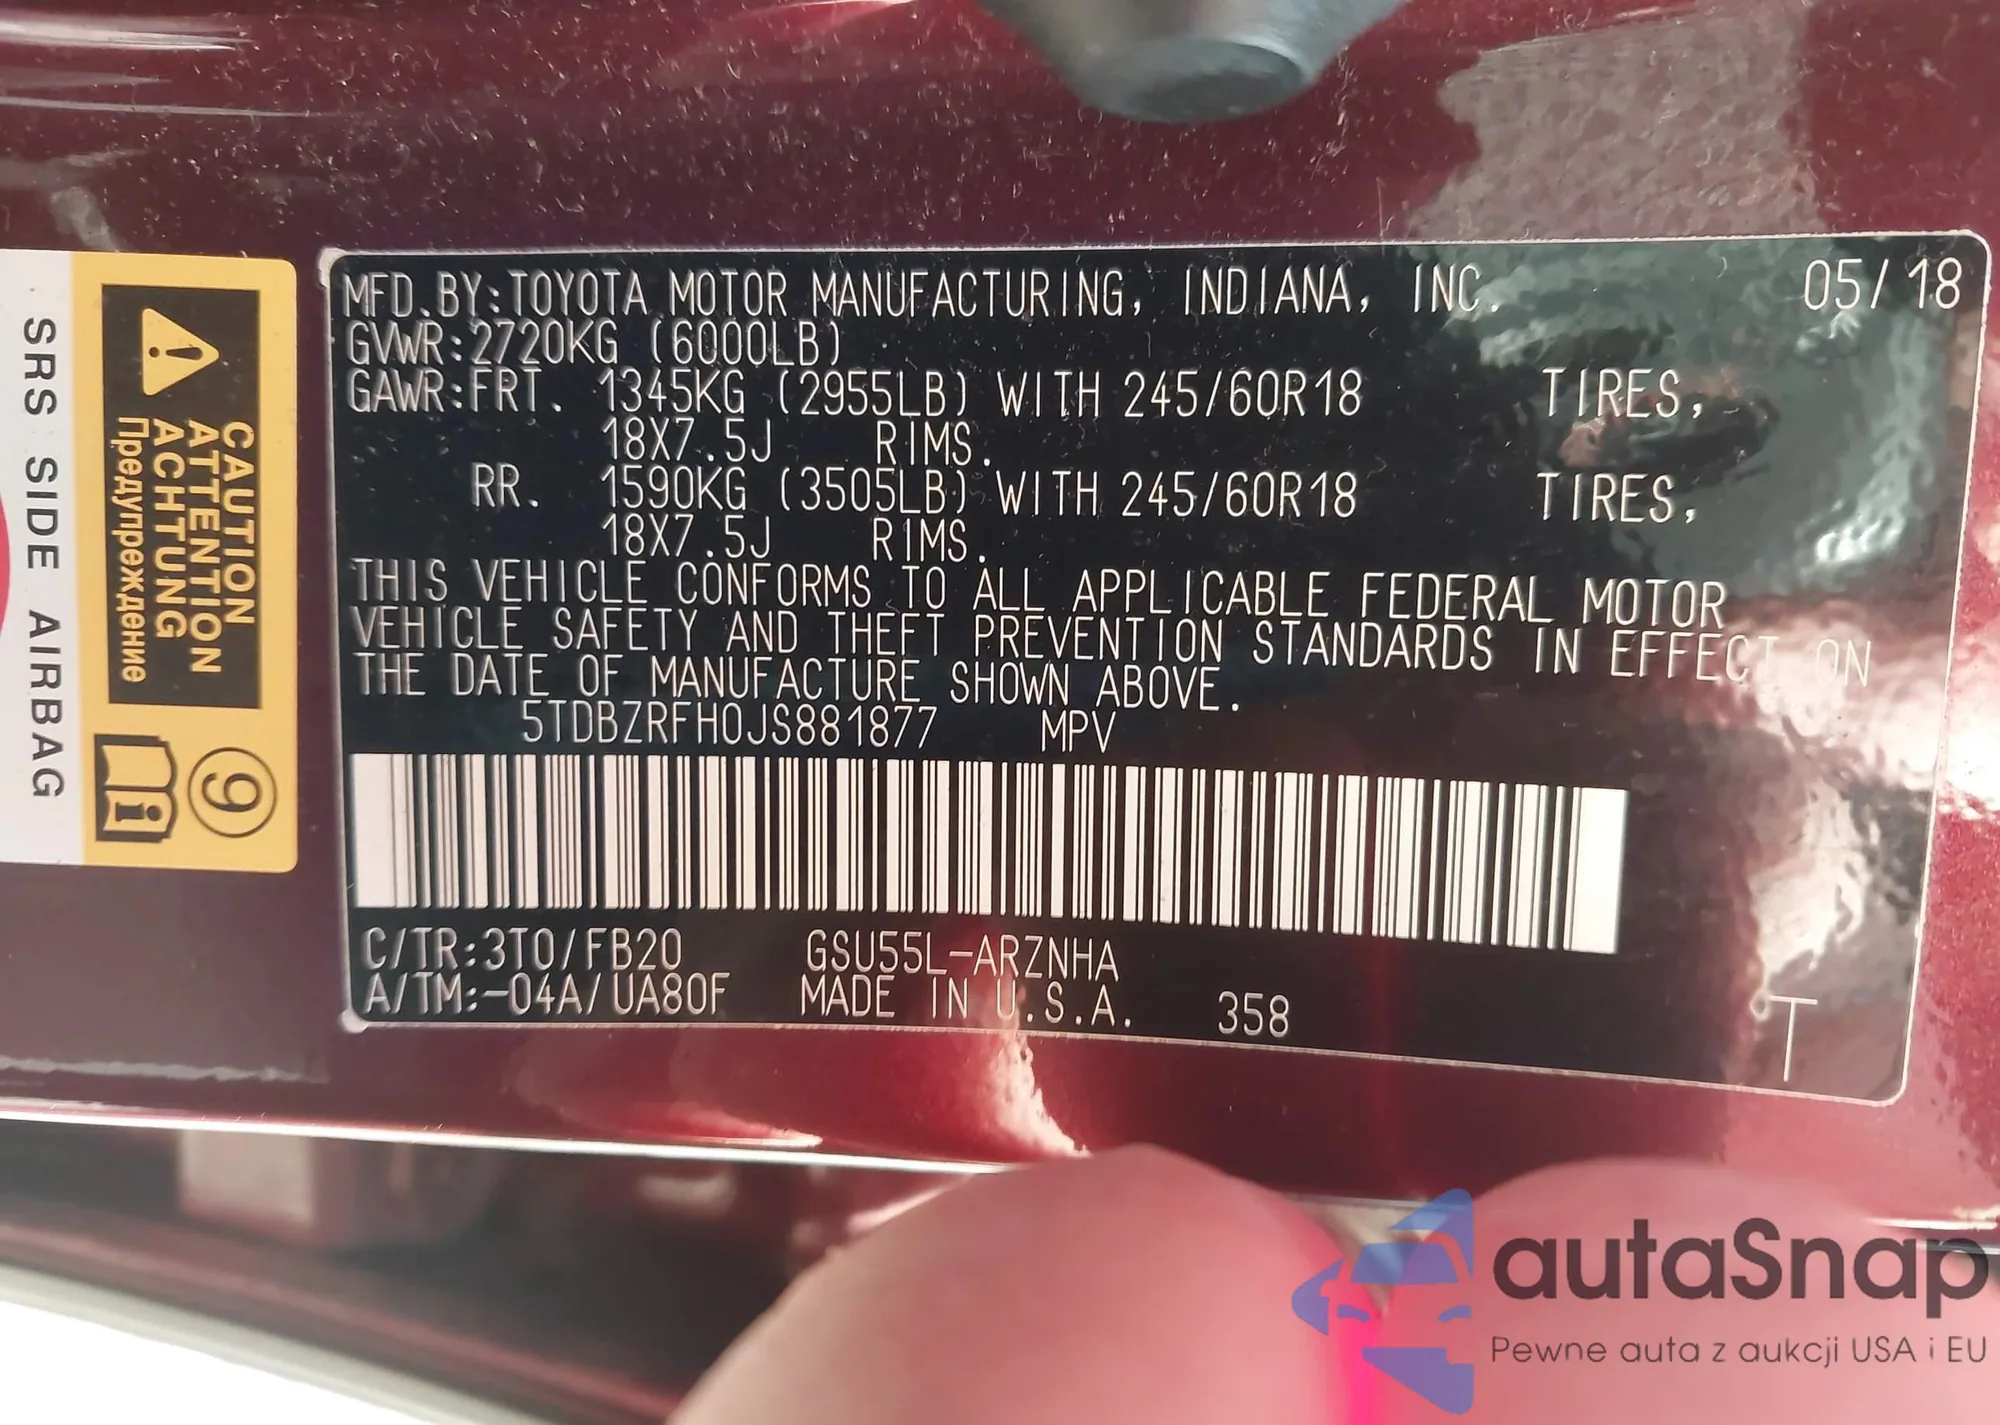 MFD.BY:TOYOTA MOTOR MANUFACTURING, INDIANA, INC. 05/18
GVWR:2720KG (6000LB)
GAWR:FRT. 1345KG (2955LB) WITH 245/60R18 TIRES,
18X7.5J RIMS.
RR. 1590KG (3505LB) WITH 245/60R18 TIRES,
18X7.5J RIMS.
THIS VEHICLE CONFORMS TO ALL APPLICABLE FEDERAL MOTOR
VEHICLE SAFETY AND THEFT PREVENTION STANDARDS IN EFFECT ON
THE DATE OF MANUFACTURE SHOWN ABOVE.
5TDBZRFH0JS881877 MPV
C/TR:3T0/FB20 GSU55L-ARZNHA
A/TM:-04A/UA80F MADE IN U.S.A. 358 T
CAUTION
ATTENTION
ACHTUNG
Предупреждение
9
i
SRS SIDE AIRBAG
autaSnap
Pewne auta z aukcji USA i EU